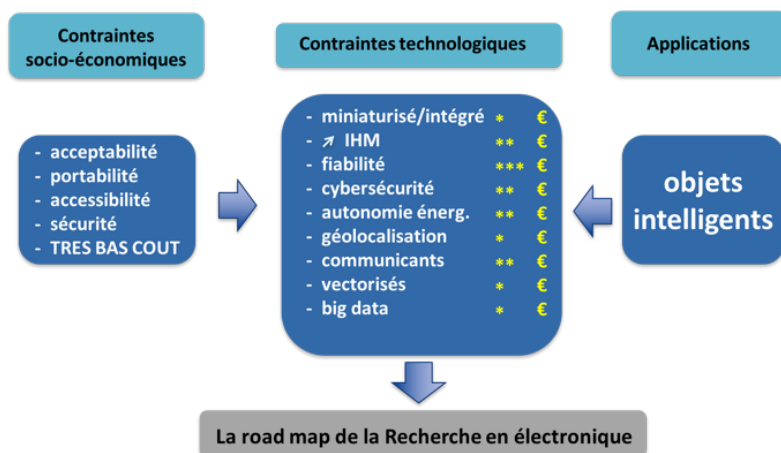 Contraintes
socio-économiques
Contraintes technologiques
Applications
- acceptabilité
- portabilité
- accessibilité
- sécurité
- TRES BAS COUT
- miniaturisé/intégré * €
- ↗ IHM ** €
- fiabilité *** €
- cybersécurité ** €
- autonomie énerg. ** €
- géolocalisation * €
- communicants ** €
- vectorisés * €
- big data * €
objets
intelligents
La road map de la Recherche en électronique